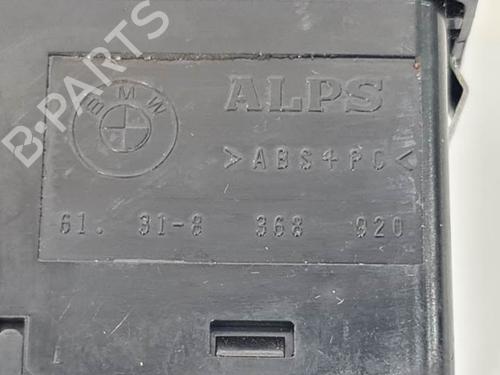 B-PARTS
BMW
ALPS
>ABS+PC<
61. 31-8 368 920